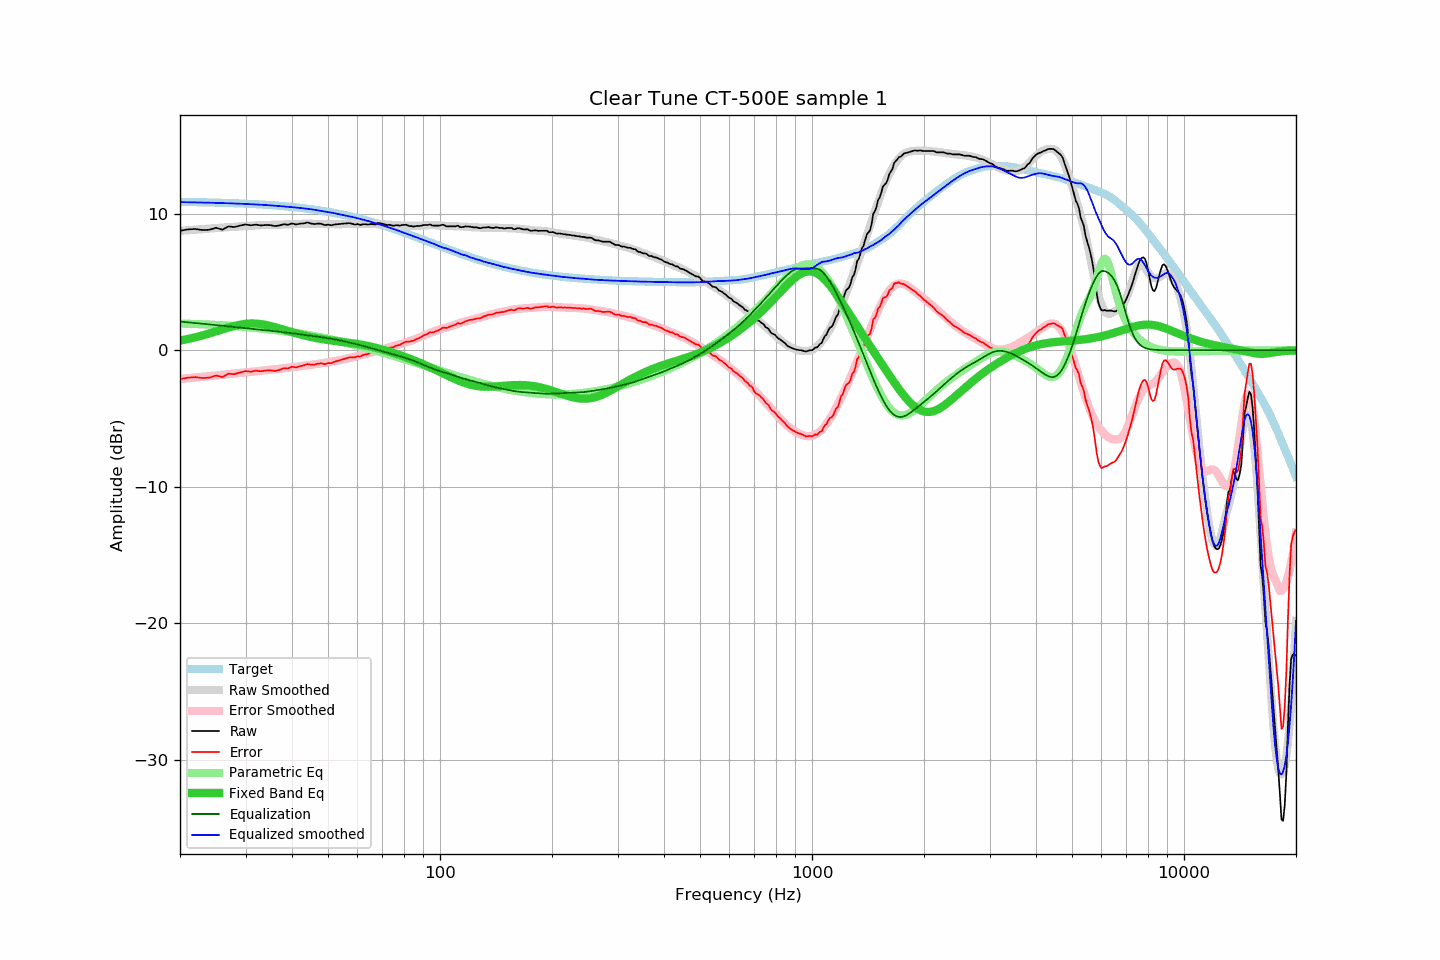 Clear Tune CT-500E sample 1
Amplitude (dBr)
10
0
−10
−20
−30
Target
Raw Smoothed
Error Smoothed
Raw
Error
Parametric Eq
Fixed Band Eq
Equalization
Equalized smoothed
100
1000
10000
Frequency (Hz)